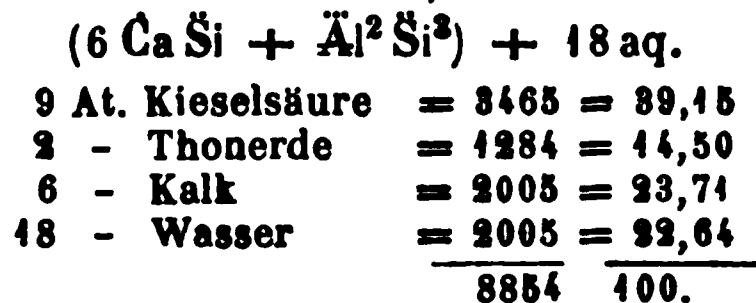 (6 Ċa S̈i + Äl² S̈i³) + 18 aq.
9 At. Kieselsäure = 3465 = 39,15
2 - Thonerde = 1284 = 14,50
6 - Kalk = 2005 = 23,71
18 - Wasser = 2005 = 22,64
8854 100.